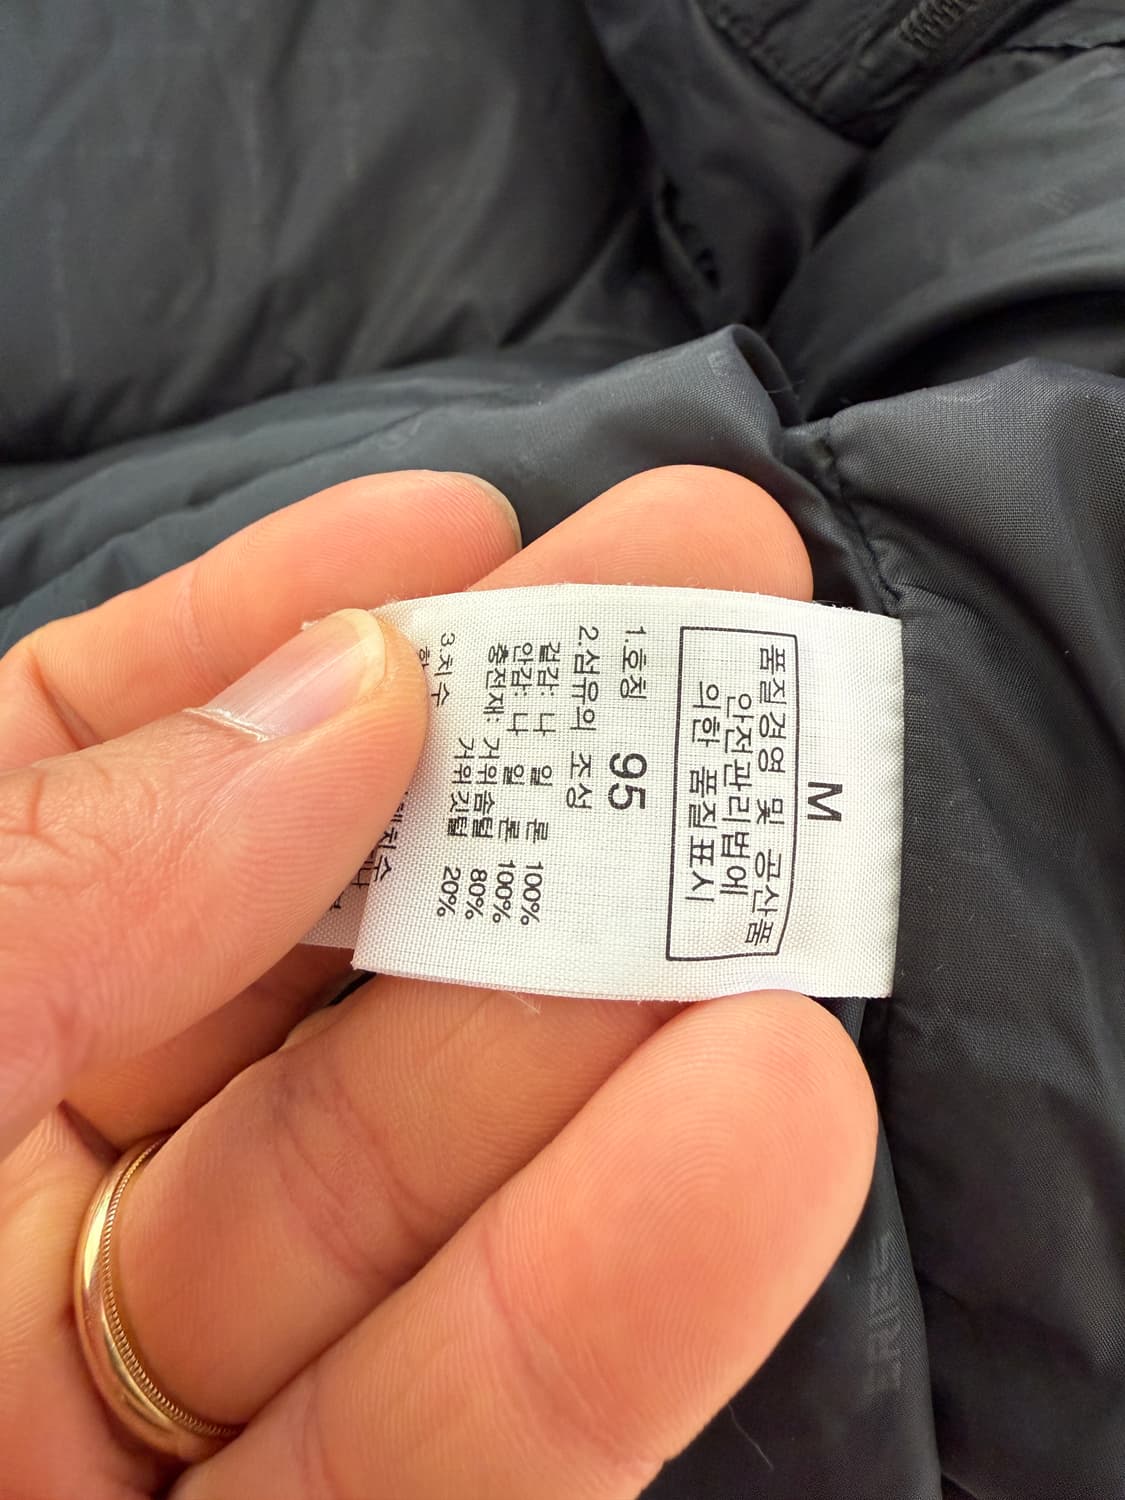 M
품질경영 및 공산품
안전관리법에
의한 품질표시
1.호칭 95
2.섬유의 조성
겉감: 나 일 론 100%
안감: 나 일 론 100%
충전재: 거위솜털 80%
거위깃털 20%
3.치수
체치수